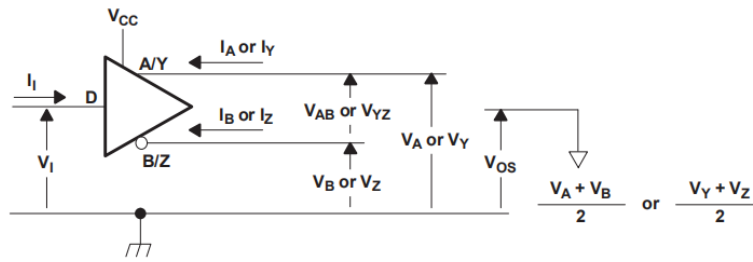 VCC
A/Y
IA or IY
II
D
IB or IZ
VAB or VYZ
VA or VY
VI
B/Z
VB or VZ
VOS
VA + VB
2
or
VY + VZ
2